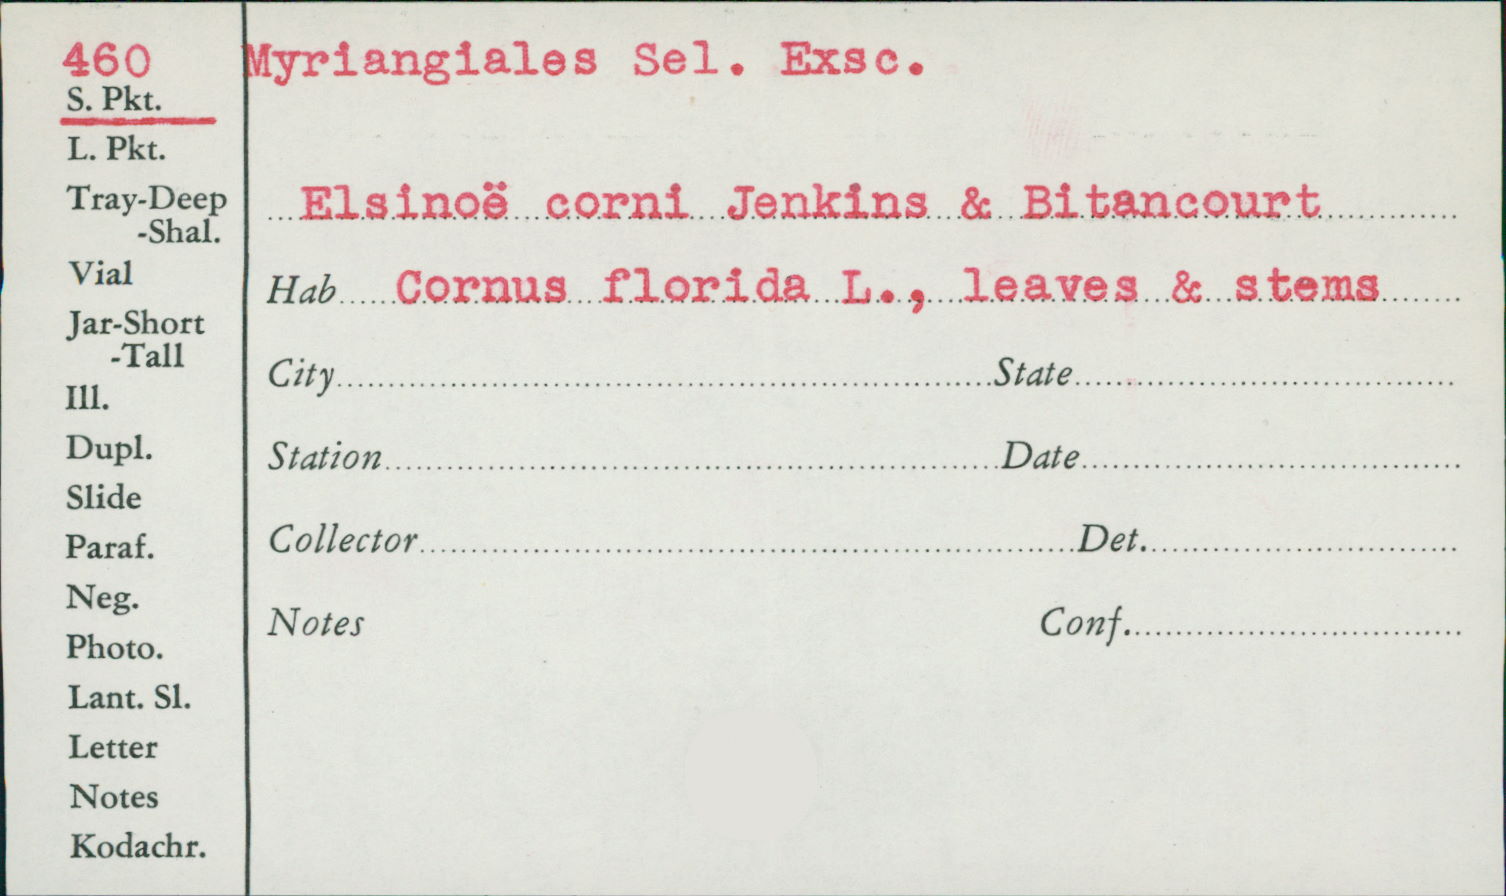 460 Myriangiales Sel. Exsc.
S. Pkt.
L. Pkt.
Tray-Deep
-Shal.
Elsinoë corni Jenkins & Bitancourt
Vial
Hab Cornus florida L., leaves & stems
Jar-Short
-Tall
City State
Ill.
Dupl.
Station Date
Slide
Paraf.
Collector Det.
Neg.
Notes Conf.
Photo.
Lant. Sl.
Letter
Notes
Kodachr.